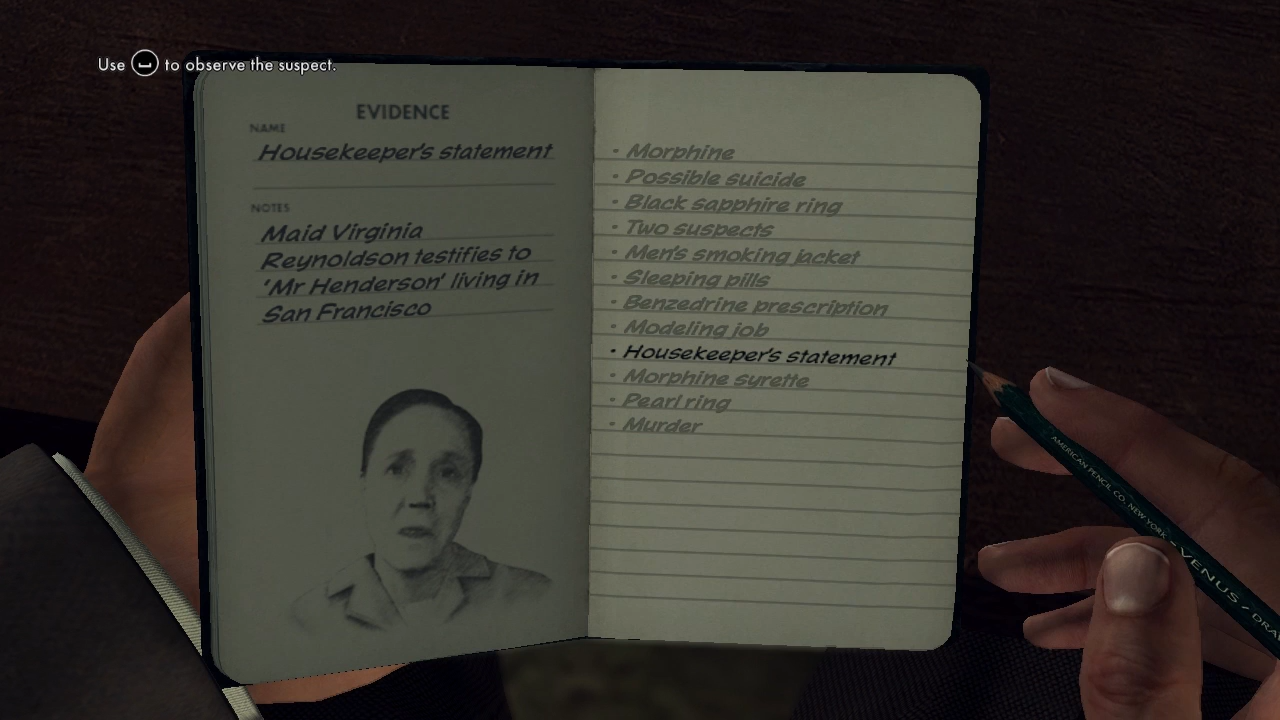 Use to observe the suspect.
EVIDENCE
NAME
Housekeeper's statement
NOTES
Maid Virginia
Reynoldson testifies to
'Mr Henderson' living in
San Francisco
• Morphine
• Possible suicide
• Black sapphire ring
• Two suspects
• Men's smoking jacket
• Sleeping pills
• Benzedrine prescription
• Modeling job
• Housekeeper's statement
• Morphine syrette
• Pearl ring
• Murder
AMERICAN PENCIL CO. NEW YORK VENUS / DRA